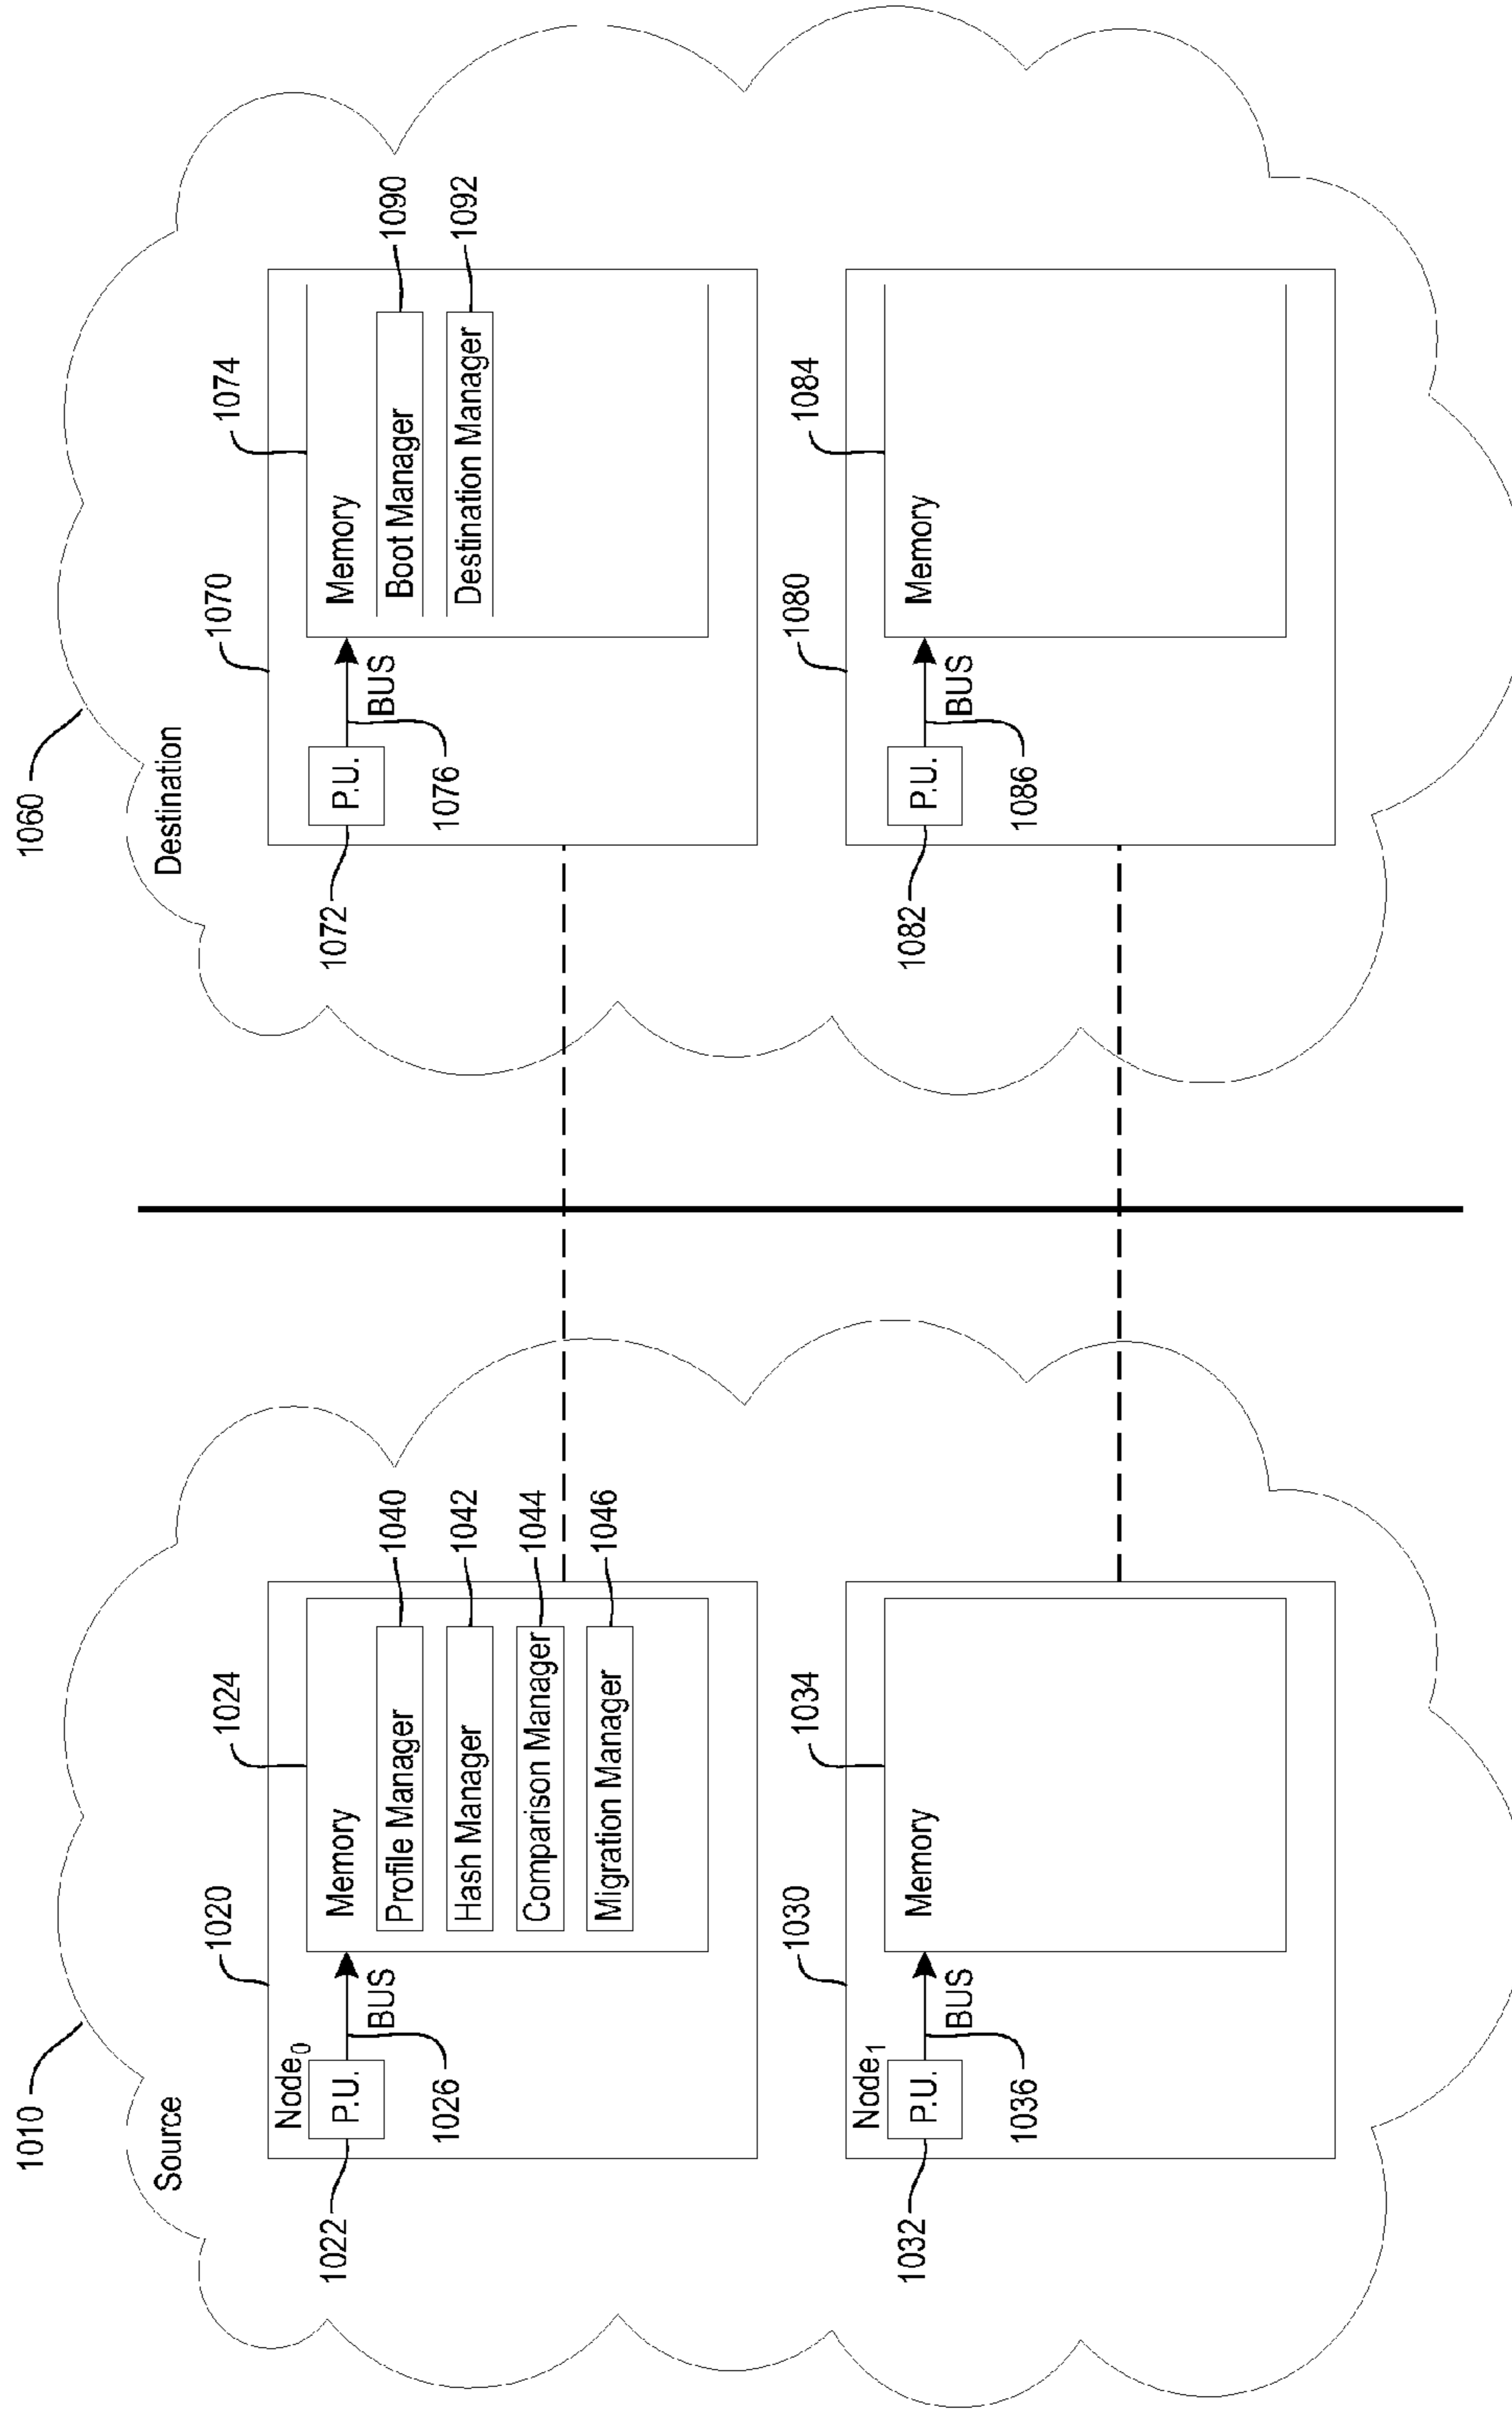 1010
Source
1020
1024
Node0
P.U.
1022
BUS
1026
Memory
Profile Manager
1040
Hash Manager
1042
Comparison Manager
1044
Migration Manager
1046
1030
1034
Node1
P.U.
1032
BUS
1036
Memory
1060
Destination
1070
1074
P.U.
1072
BUS
1076
Memory
Boot Manager
1090
Destination Manager
1092
1080
1084
P.U.
1082
BUS
1086
Memory